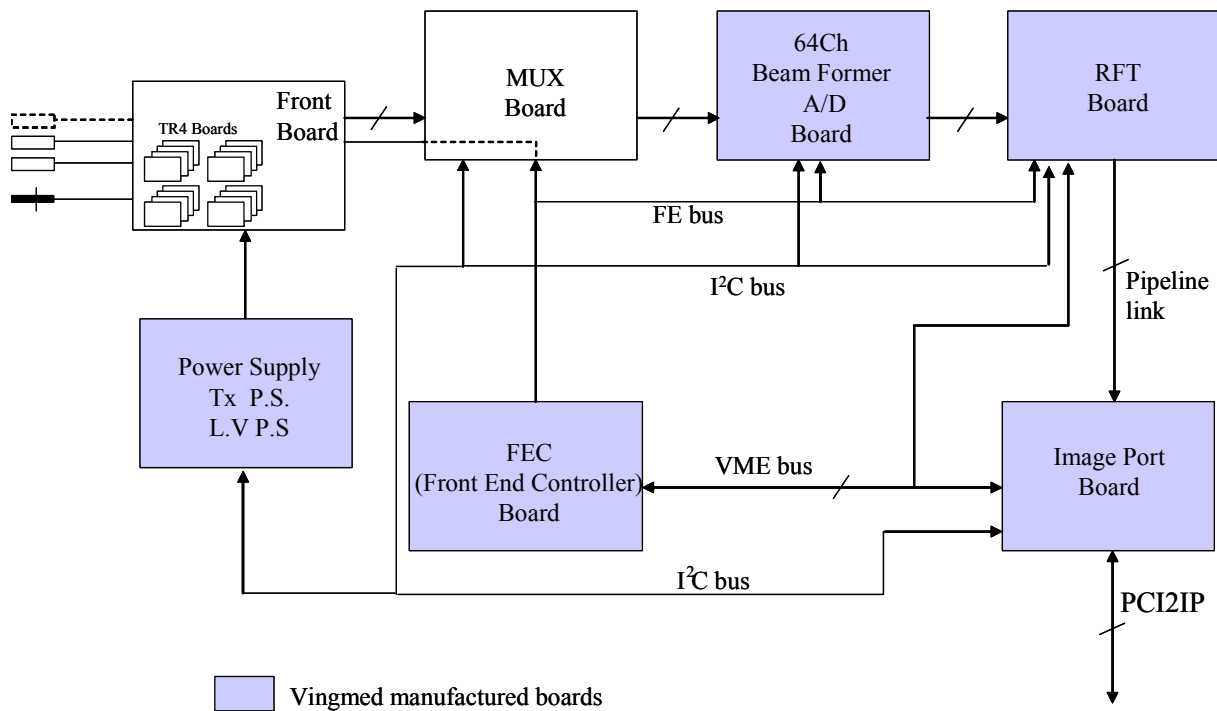 Front
Board
TR4 Boards
MUX
Board
64Ch
Beam Former
A/D
Board
RFT
Board
FE bus
I²C bus
Pipeline
link
Power Supply
Tx P.S.
L.V P.S
FEC
(Front End Controller)
Board
VME bus
Image Port
Board
I²C bus
PCI2IP
Vingmed manufactured boards